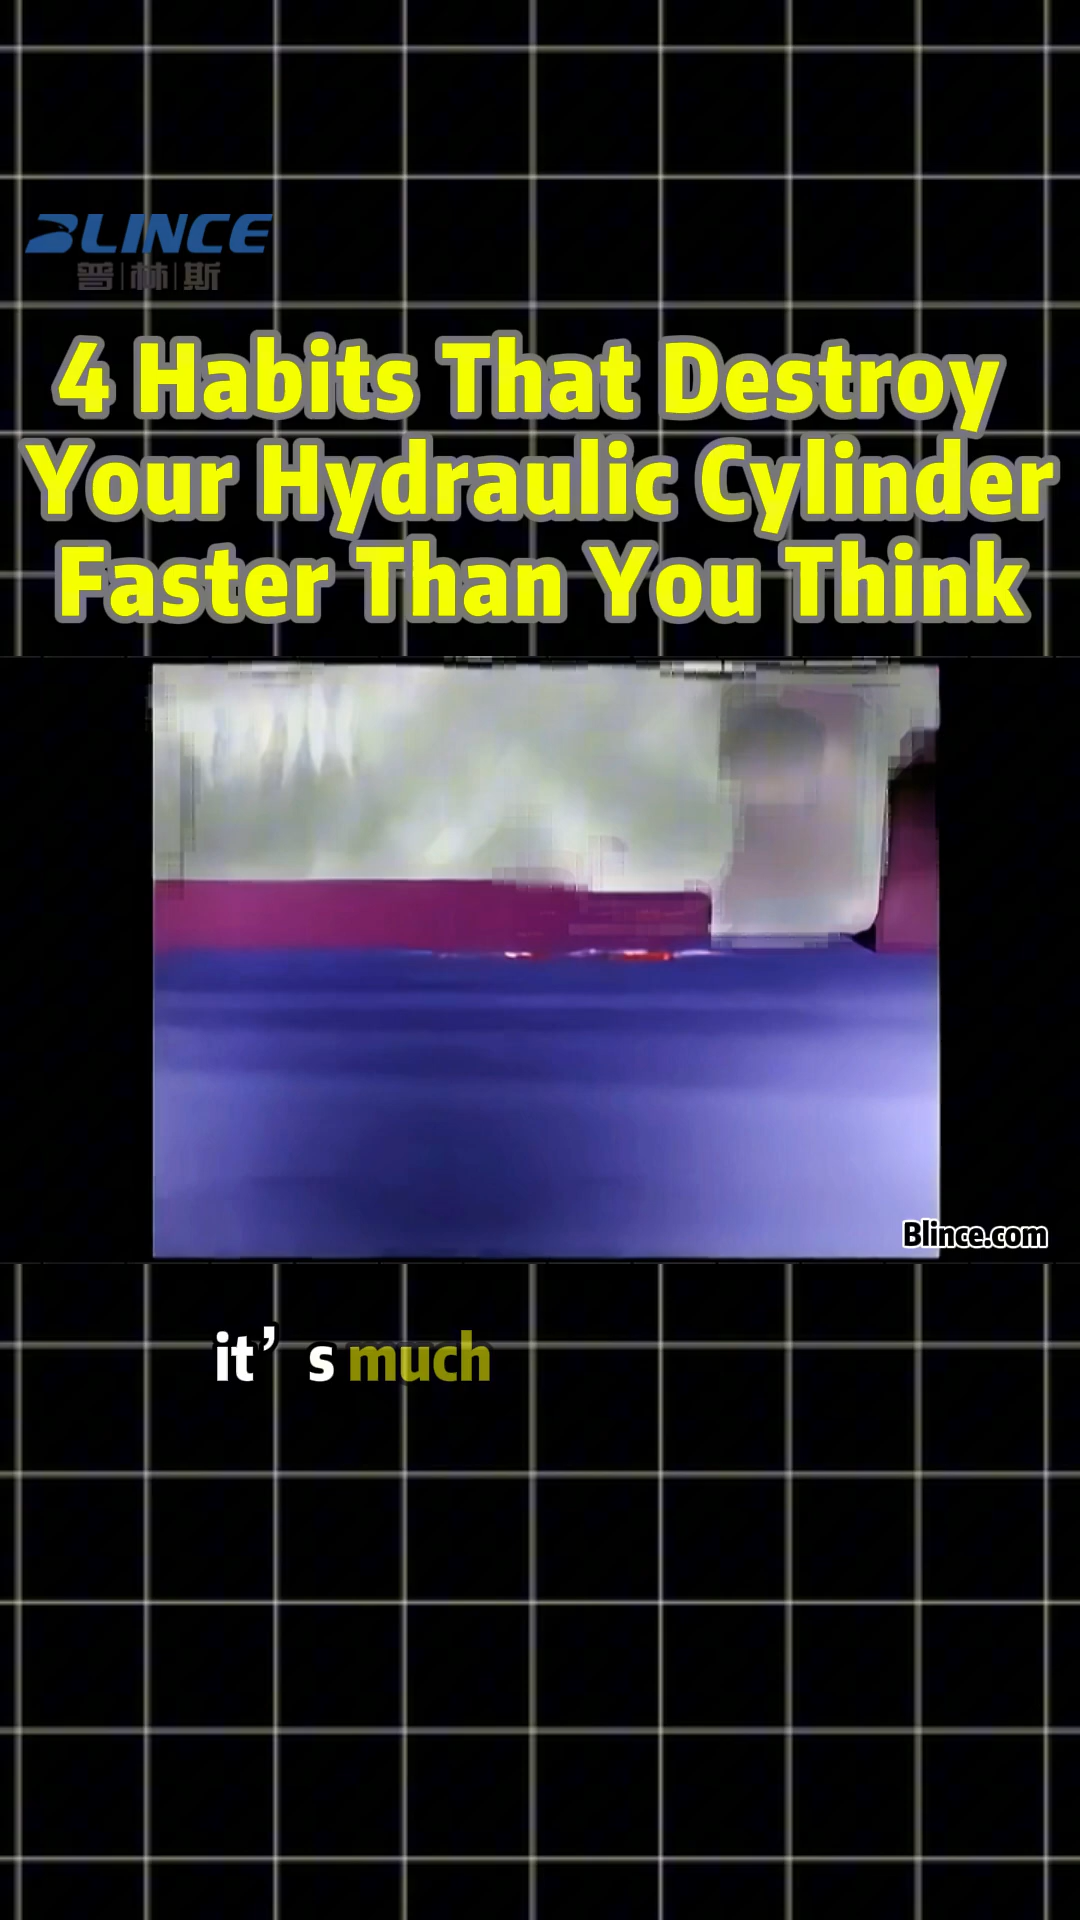 BLINCE
普|林|斯
4 Habits That Destroy
Your Hydraulic Cylinder
Faster Than You Think
Blince.com
it’s much